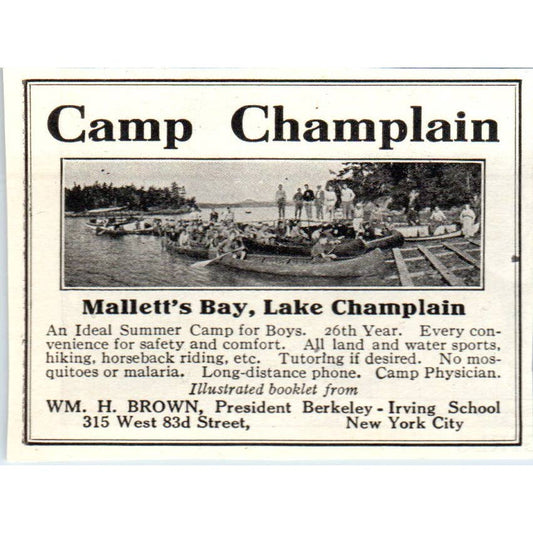 Camp Champlain
Mallett's Bay, Lake Champlain
An Ideal Summer Camp for Boys. 26th Year. Every con-
venience for safety and comfort. All land and water sports,
hiking, horseback riding, etc. Tutoring if desired. No mos-
quitoes or malaria. Long-distance phone. Camp Physician.
Illustrated booklet from
WM. H. BROWN, President Berkeley - Irving School
315 West 83d Street, New York City